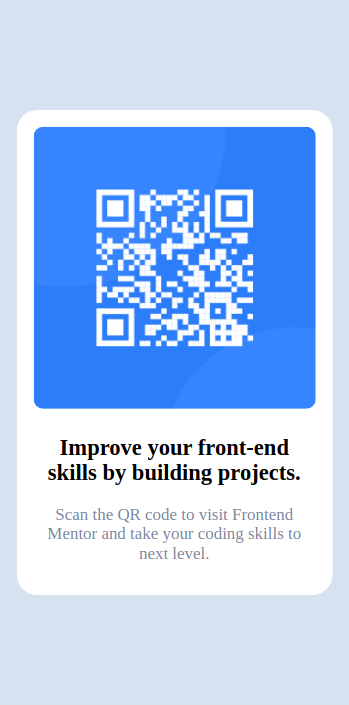 Improve your front-end
skills by building projects.
Scan the QR code to visit Frontend
Mentor and take your coding skills to
next level.